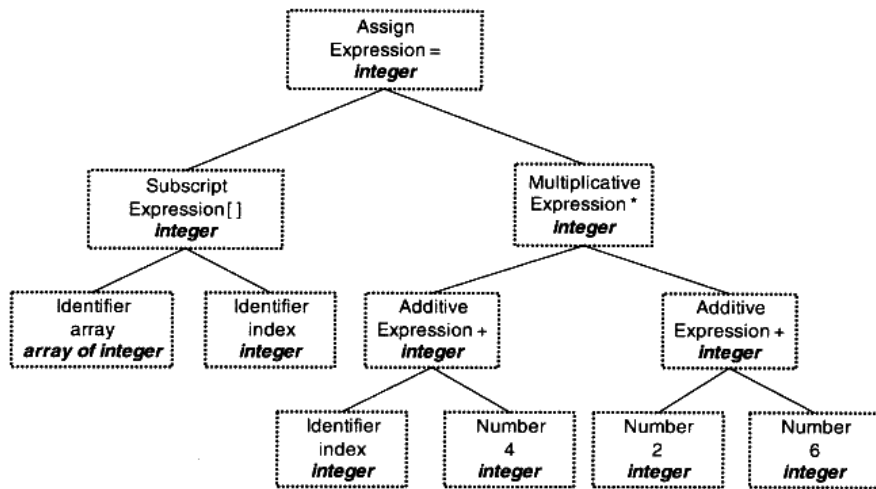 Assign
Expression =
integer
Subscript
Expression [ ]
integer
Multiplicative
Expression *
integer
Identifier
array
array of integer
Identifier
index
integer
Additive
Expression +
integer
Additive
Expression +
integer
Identifier
index
integer
Number
4
integer
Number
2
integer
Number
6
integer